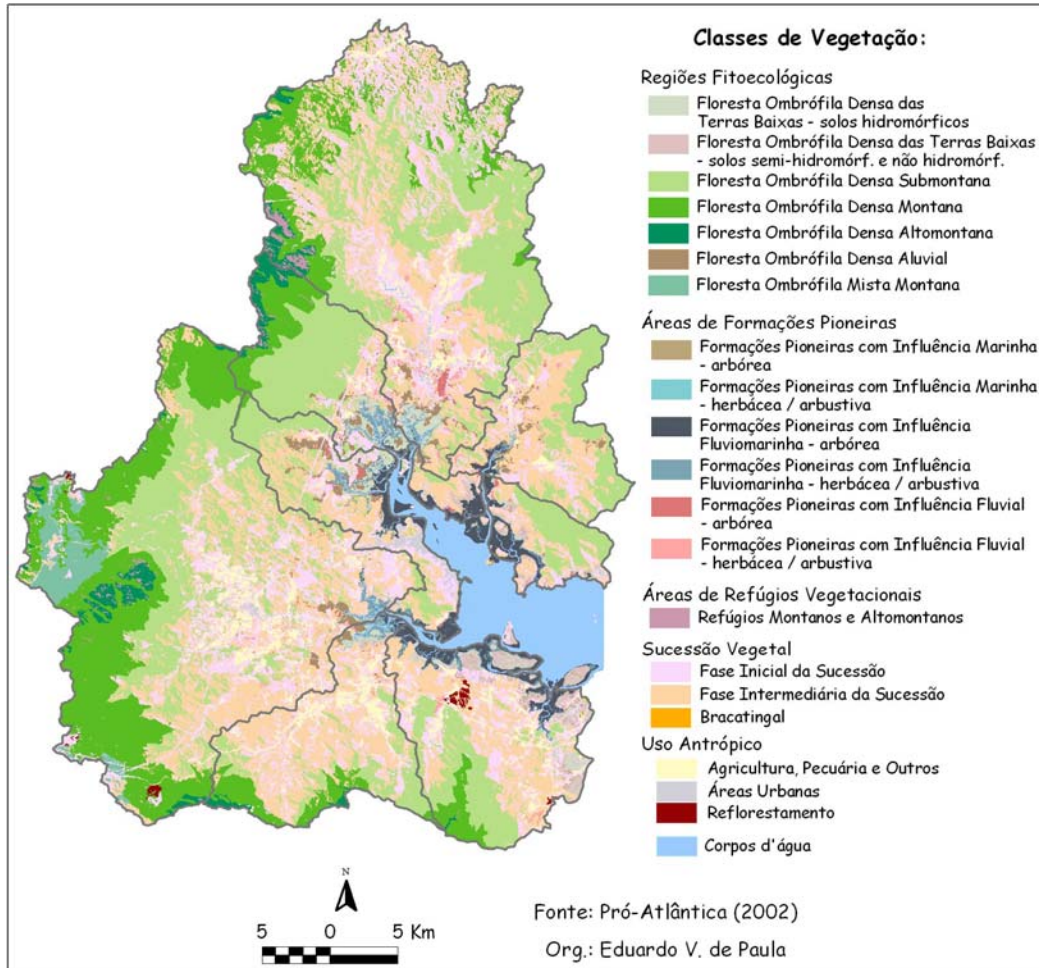 Classes de Vegetação:
Regiões Fitoecológicas
Floresta Ombrófila Densa das
Terras Baixas - solos hidromórficos
Floresta Ombrófila Densa das Terras Baixas
- solos semi-hidromórf. e não hidromórf.
Floresta Ombrófila Densa Submontana
Floresta Ombrófila Densa Montana
Floresta Ombrófila Densa Altomontana
Floresta Ombrófila Densa Aluvial
Floresta Ombrófila Mista Montana
Áreas de Formações Pioneiras
Formações Pioneiras com Influência Marinha
- arbórea
Formações Pioneiras com Influência Marinha
- herbácea / arbustiva
Formações Pioneiras com Influência
Fluviomarinha - arbórea
Formações Pioneiras com Influência
Fluviomarinha - herbácea / arbustiva
Formações Pioneiras com Influência Fluvial
- arbórea
Formações Pioneiras com Influência Fluvial
- herbácea / arbustiva
Áreas de Refúgios Vegetacionais
Refúgios Montanos e Altomontanos
Sucessão Vegetal
Fase Inicial da Sucessão
Fase Intermediária da Sucessão
Bracatingal
Uso Antrópico
Agricultura, Pecuária e Outros
Áreas Urbanas
Reflorestamento
Corpos d'água
N
5 0 5 Km
Fonte: Pró-Atlântica (2002)
Org.: Eduardo V. de Paula